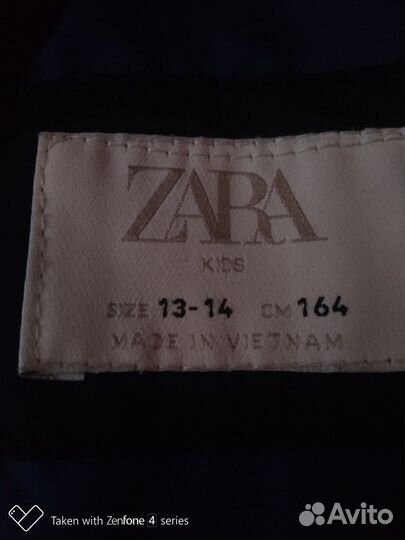 ZARA
KIDS
SIZE 13-14 CM 164
MADE IN VIETNAM
Taken with Zenfone 4 series
Avito